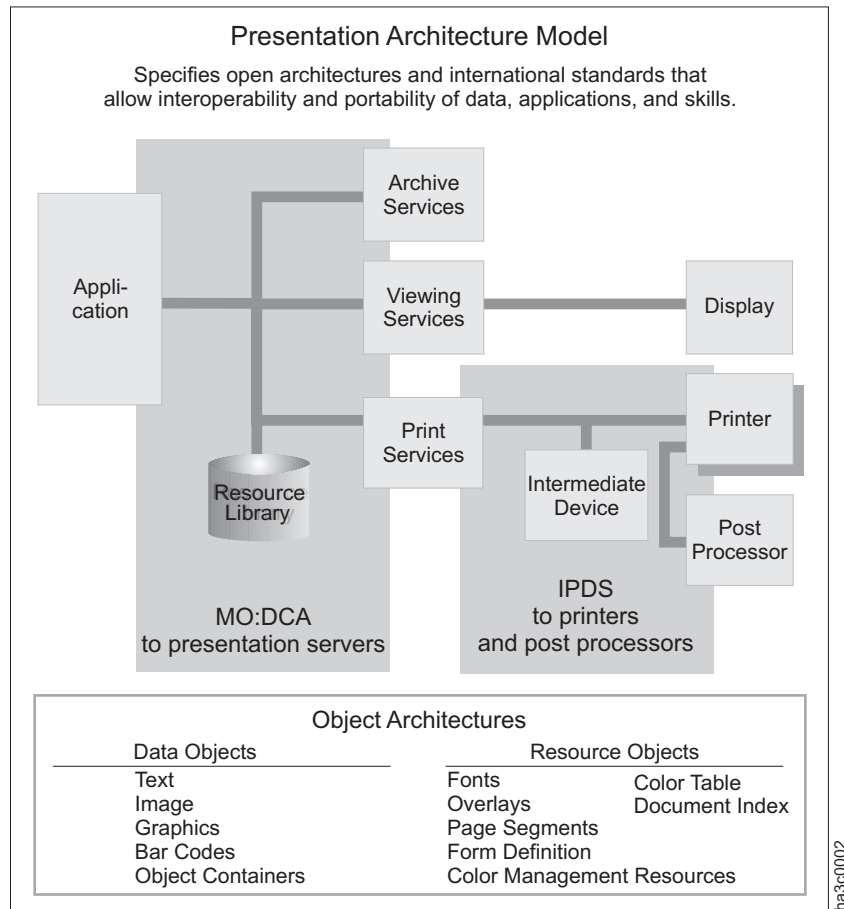 Presentation Architecture Model
Specifies open architectures and international standards that
allow interoperability and portability of data, applications, and skills.
Archive
Services
Appli-
cation
Viewing
Services
Display
Print
Services
Printer
Resource
Library
Intermediate
Device
Post
Processor
MO:DCA
to presentation servers
IPDS
to printers
and post processors
Object Architectures
Data Objects
Text
Image
Graphics
Bar Codes
Object Containers
Resource Objects
Fonts
Overlays
Page Segments
Form Definition
Color Management Resources
Color Table
Document Index
ha3c0002